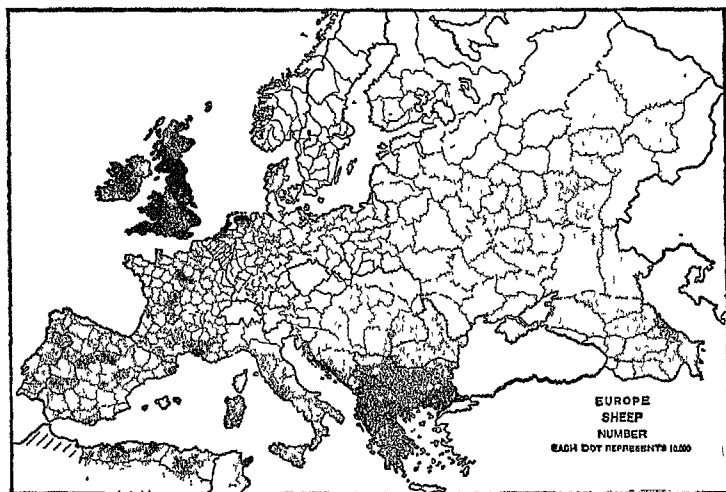 EUROPE
SHEEP
NUMBER
EACH DOT REPRESENTS 10,000